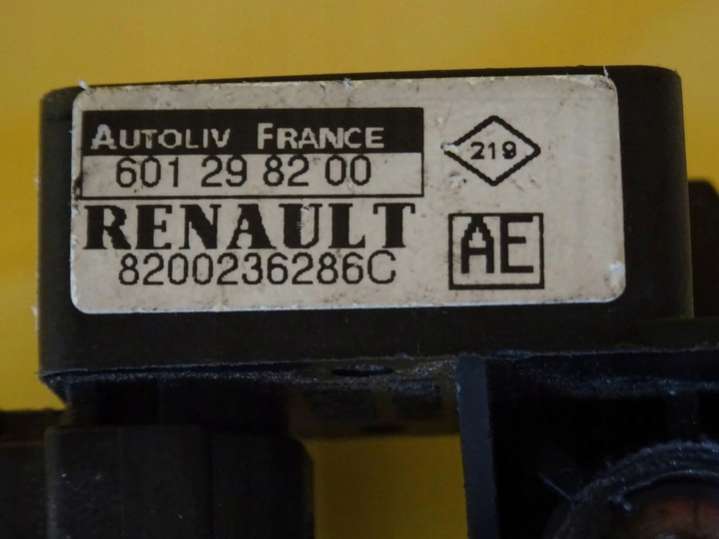 AUTOLIV FRANCE
601 29 82 00
RENAULT
8200236286C
219
AE